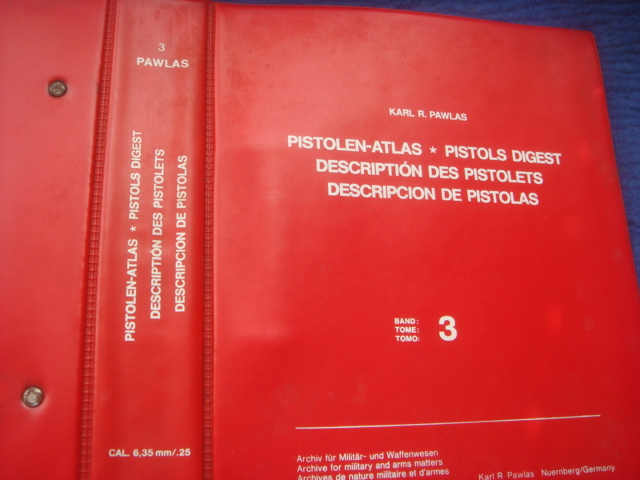 3
PAWLAS
PISTOLEN-ATLAS * PISTOLS DIGEST
DESCRIPTIÓN DES PISTOLETS
DESCRIPCION DE PISTOLAS
CAL. 6,35 mm/.25
KARL R. PAWLAS
PISTOLEN-ATLAS * PISTOLS DIGEST
DESCRIPTIÓN DES PISTOLETS
DESCRIPCION DE PISTOLAS
BAND:
TOME: 3
TOMO:
Archiv für Militär- und Waffenwesen
Archive for military and arms matters
Archives de nature militaire et d'armes
Karl R. Pawlas Nuernberg/Germany